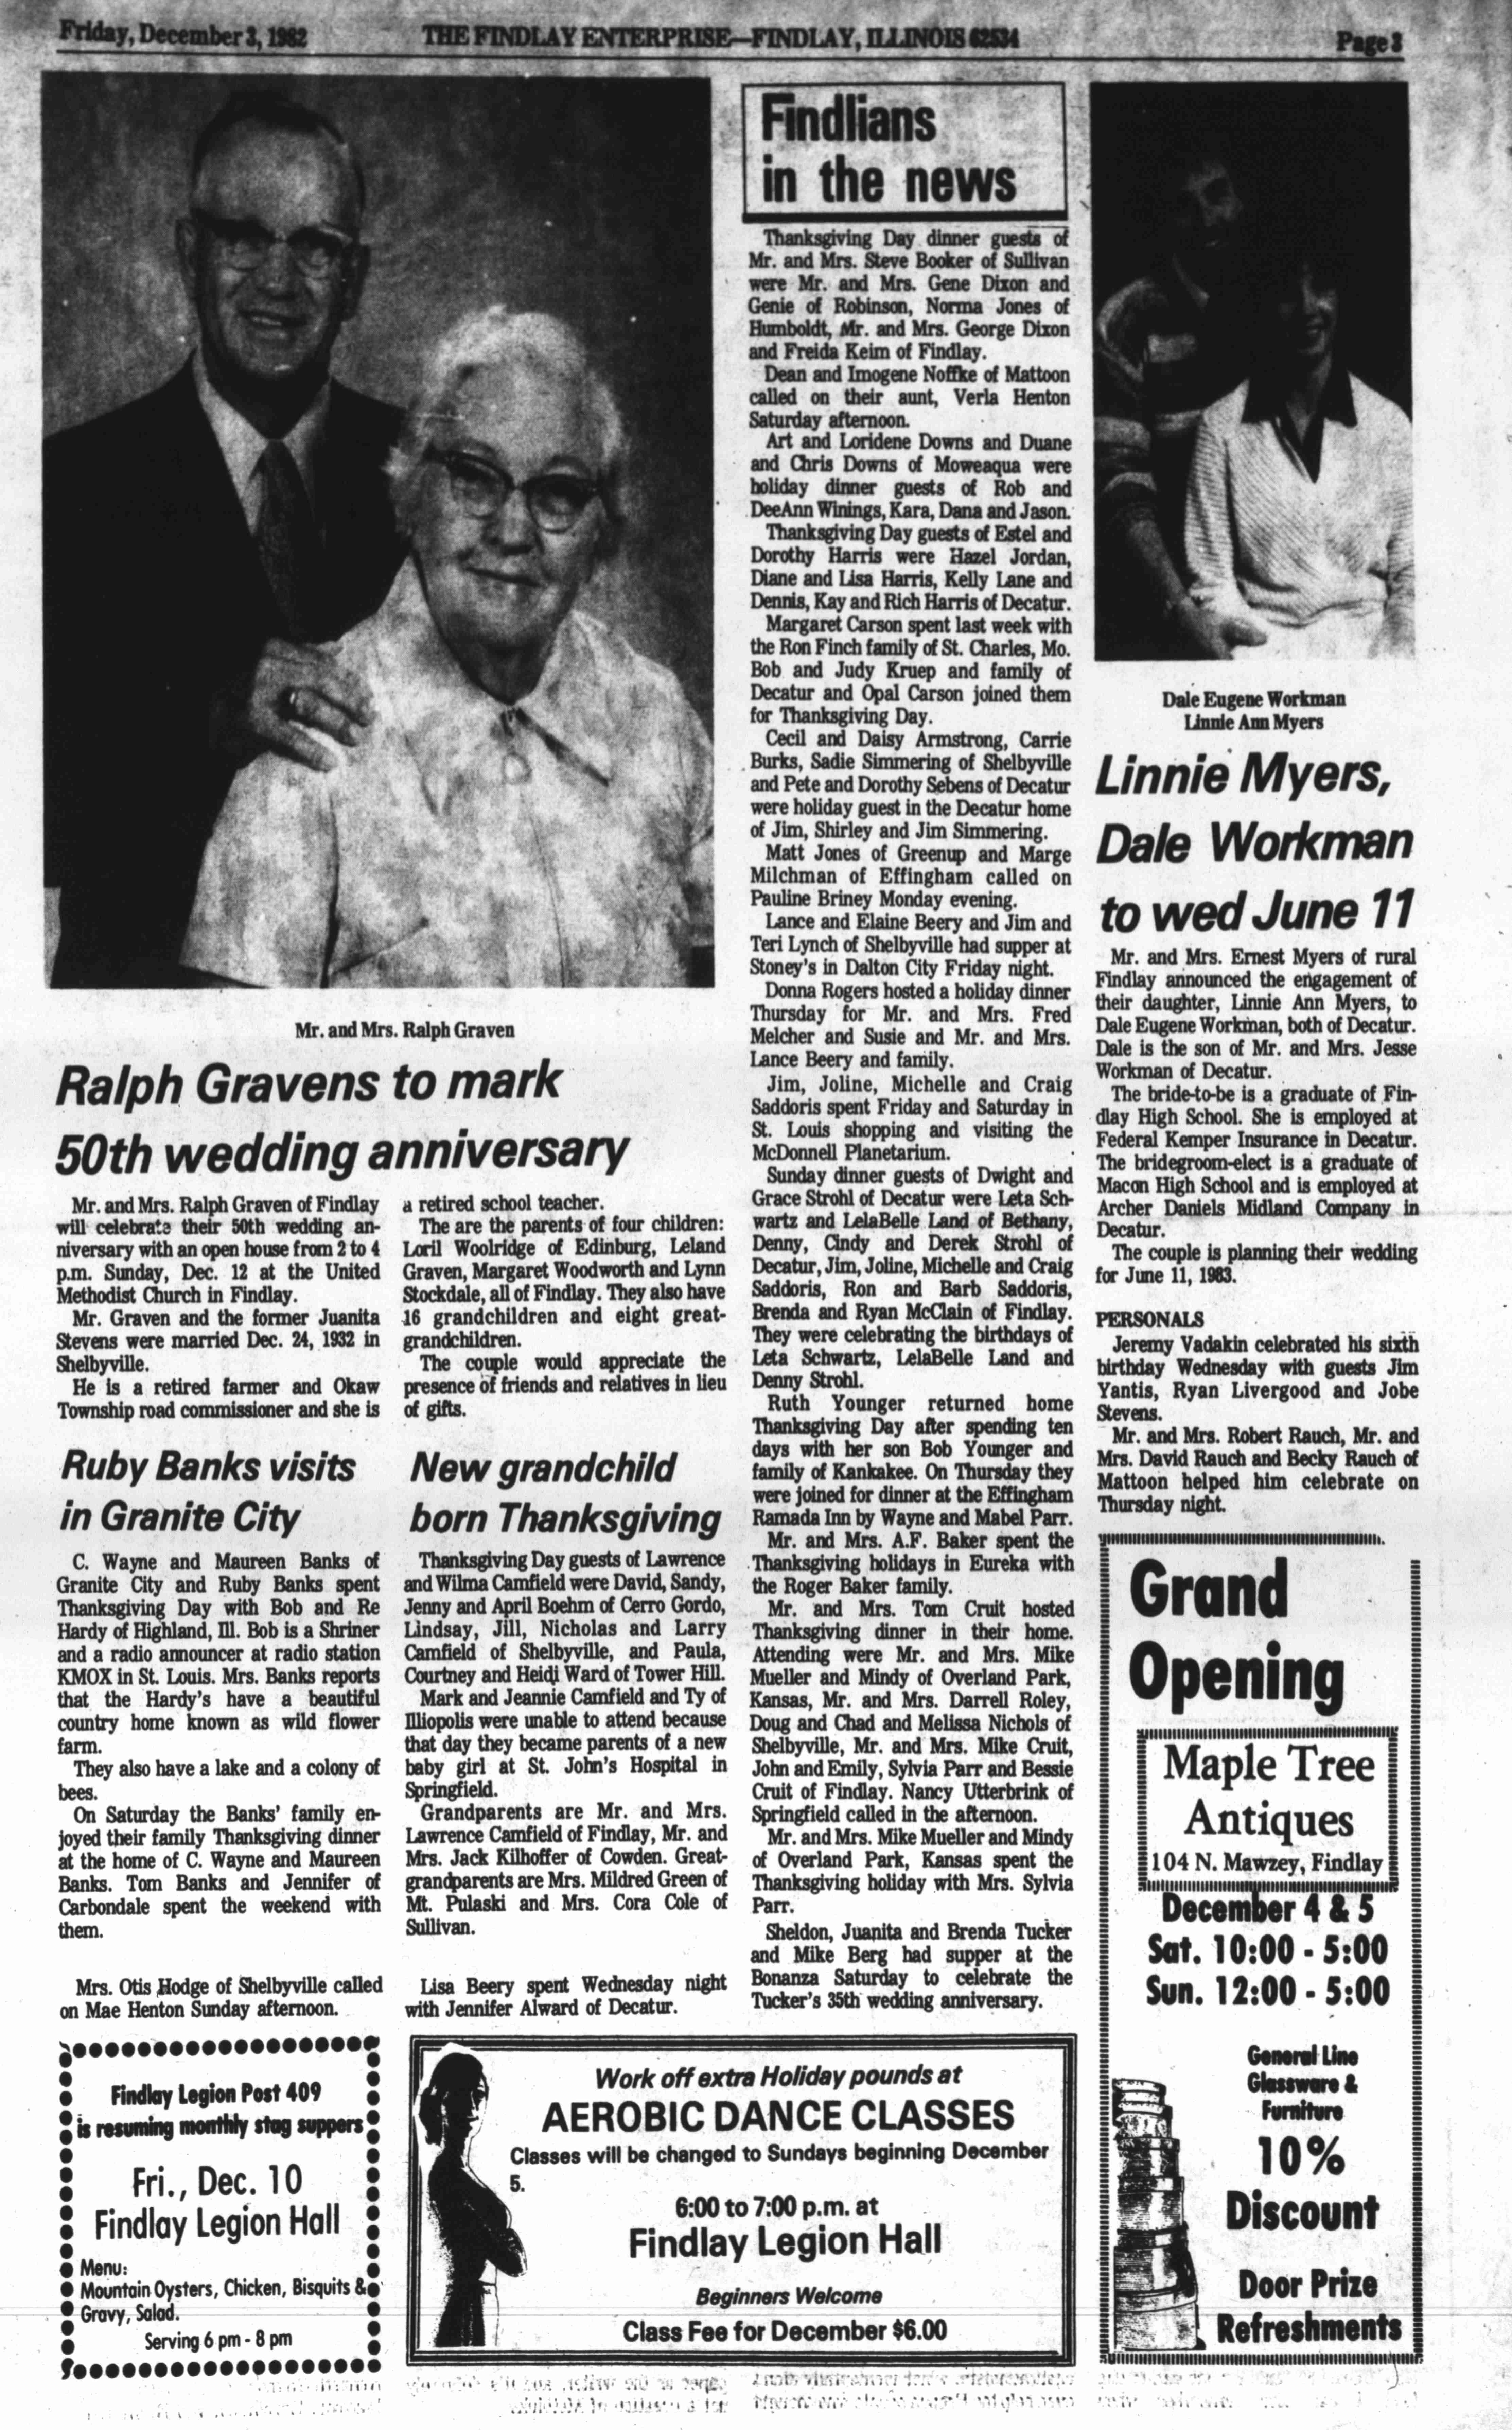 Friday, December 3, 1982
THE FINDLAY ENTERPRISE—FINDLAY, ILLINOIS 62534
Page 3
Mr. and Mrs. Ralph Graven
Ralph Gravens to mark
50th wedding anniversary
Mr. and Mrs. Ralph Graven of Findlay
will celebrate their 50th wedding an-
niversary with an open house from 2 to 4
p.m. Sunday, Dec. 12 at the United
Methodist Church in Findlay.
Mr. Graven and the former Juanita
Stevens were married Dec. 24, 1932 in
Shelbyville.
He is a retired farmer and Okaw
Township road commissioner and she is
a retired school teacher.
The are the parents of four children:
Loril Woolridge of Edinburg, Leland
Graven, Margaret Woodworth and Lynn
Stockdale, all of Findlay. They also have
16 grandchildren and eight great-
grandchildren.
The couple would appreciate the
presence of friends and relatives in lieu
of gifts.
Ruby Banks visits
in Granite City
C. Wayne and Maureen Banks of
Granite City and Ruby Banks spent
Thanksgiving Day with Bob and Re
Hardy of Highland, Ill. Bob is a Shriner
and a radio announcer at radio station
KMOX in St. Louis. Mrs. Banks reports
that the Hardy's have a beautiful
country home known as wild flower
farm.
They also have a lake and a colony of
bees.
On Saturday the Banks' family en-
joyed their family Thanksgiving dinner
at the home of C. Wayne and Maureen
Banks. Tom Banks and Jennifer of
Carbondale spent the weekend with
them.
Mrs. Otis Hodge of Shelbyville called
on Mae Henton Sunday afternoon.
New grandchild
born Thanksgiving
Thanksgiving Day guests of Lawrence
and Wilma Camfield were David, Sandy,
Jenny and April Boehm of Cerro Gordo,
Lindsay, Jill, Nicholas and Larry
Camfield of Shelbyville, and Paula,
Courtney and Heidi Ward of Tower Hill.
Mark and Jeannie Camfield and Ty of
Illiopolis were unable to attend because
that day they became parents of a new
baby girl at St. John's Hospital in
Springfield.
Grandparents are Mr. and Mrs.
Lawrence Camfield of Findlay, Mr. and
Mrs. Jack Kilhoffer of Cowden. Great-
grandparents are Mrs. Mildred Green of
Mt. Pulaski and Mrs. Cora Cole of
Sullivan.
Lisa Beery spent Wednesday night
with Jennifer Alward of Decatur.
Findlians
in the news
Thanksgiving Day dinner guests of
Mr. and Mrs. Steve Booker of Sullivan
were Mr. and Mrs. Gene Dixon and
Genie of Robinson, Norma Jones of
Humboldt, Mr. and Mrs. George Dixon
and Freida Keim of Findlay.
Dean and Imogene Noffke of Mattoon
called on their aunt, Verla Henton
Saturday afternoon.
Art and Loridene Downs and Duane
and Chris Downs of Moweaqua were
holiday dinner guests of Rob and
DeeAnn Winings, Kara, Dana and Jason.
Thanksgiving Day guests of Estel and
Dorothy Harris were Hazel Jordan,
Diane and Lisa Harris, Kelly Lane and
Dennis, Kay and Rich Harris of Decatur.
Margaret Carson spent last week with
the Ron Finch family of St. Charles, Mo.
Bob and Judy Kruep and family of
Decatur and Opal Carson joined them
for Thanksgiving Day.
Cecil and Daisy Armstrong, Carrie
Burks, Sadie Simmering of Shelbyville
and Pete and Dorothy Sebens of Decatur
were holiday guest in the Decatur home
of Jim, Shirley and Jim Simmering.
Matt Jones of Greenup and Marge
Milchman of Effingham called on
Pauline Briney Monday evening.
Lance and Elaine Beery and Jim and
Teri Lynch of Shelbyville had supper at
Stoney's in Dalton City Friday night.
Donna Rogers hosted a holiday dinner
Thursday for Mr. and Mrs. Fred
Melcher and Susie and Mr. and Mrs.
Lance Beery and family.
Jim, Joline, Michelle and Craig
Saddoris spent Friday and Saturday in
St. Louis shopping and visiting the
McDonnell Planetarium.
Sunday dinner guests of Dwight and
Grace Strohl of Decatur were Leta Sch-
wartz and LelaBelle Land of Bethany,
Denny, Cindy and Derek Strohl of
Decatur, Jim, Joline, Michelle and Craig
Saddoris, Ron and Barb Saddoris,
Brenda and Ryan McClain of Findlay.
They were celebrating the birthdays of
Leta Schwartz, LelaBelle Land and
Denny Strohl.
Ruth Younger returned home
Thanksgiving Day after spending ten
days with her son Bob Younger and
family of Kankakee. On Thursday they
were joined for dinner at the Effingham
Ramada Inn by Wayne and Mabel Parr.
Mr. and Mrs. A.F. Baker spent the
Thanksgiving holidays in Eureka with
the Roger Baker family.
Mr. and Mrs. Tom Cruit hosted
Thanksgiving dinner in their home.
Attending were Mr. and Mrs. Mike
Mueller and Mindy of Overland Park,
Kansas, Mr. and Mrs. Darrell Roley,
Doug and Chad and Melissa Nichols of
Shelbyville, Mr. and Mrs. Mike Cruit,
John and Emily, Sylvia Parr and Bessie
Cruit of Findlay. Nancy Utterbrink of
Springfield called in the afternoon.
Mr. and Mrs. Mike Mueller and Mindy
of Overland Park, Kansas spent the
Thanksgiving holiday with Mrs. Sylvia
Parr.
Sheldon, Juanita and Brenda Tucker
and Mike Berg had supper at the
Bonanza Saturday to celebrate the
Tucker's 35th wedding anniversary.
Dale Eugene Workman
Linnie Ann Myers
Linnie Myers,
Dale Workman
to wed June 11
Mr. and Mrs. Ernest Myers of rural
Findlay announced the engagement of
their daughter, Linnie Ann Myers, to
Dale Eugene Workman, both of Decatur.
Dale is the son of Mr. and Mrs. Jesse
Workman of Decatur.
The bride-to-be is a graduate of Fin-
dlay High School. She is employed at
Federal Kemper Insurance in Decatur.
The bridegroom-elect is a graduate of
Macon High School and is employed at
Archer Daniels Midland Company in
Decatur.
The couple is planning their wedding
for June 11, 1983.
PERSONALS
Jeremy Vadakin celebrated his sixth
birthday Wednesday with guests Jim
Yantis, Ryan Livergood and Jobe
Stevens.
Mr. and Mrs. Robert Rauch, Mr. and
Mrs. David Rauch and Becky Rauch of
Mattoon helped him celebrate on
Thursday night.
Grand
Opening
Maple Tree
Antiques
104 N. Mawzey, Findlay
December 4 & 5
Sat. 10:00 - 5:00
Sun. 12:00 - 5:00
General Line
Glassware &
Furniture
10%
Discount
Door Prize
Refreshments
Findlay Legion Post 409
is resuming monthly stag suppers
Fri., Dec. 10
Findlay Legion Hall
Menu:
Mountain Oysters, Chicken, Bisquits &
Gravy, Salad.
Serving 6 pm - 8 pm
Work off extra Holiday pounds at
AEROBIC DANCE CLASSES
Classes will be changed to Sundays beginning December
5.
6:00 to 7:00 p.m. at
Findlay Legion Hall
Beginners Welcome
Class Fee for December $6.00